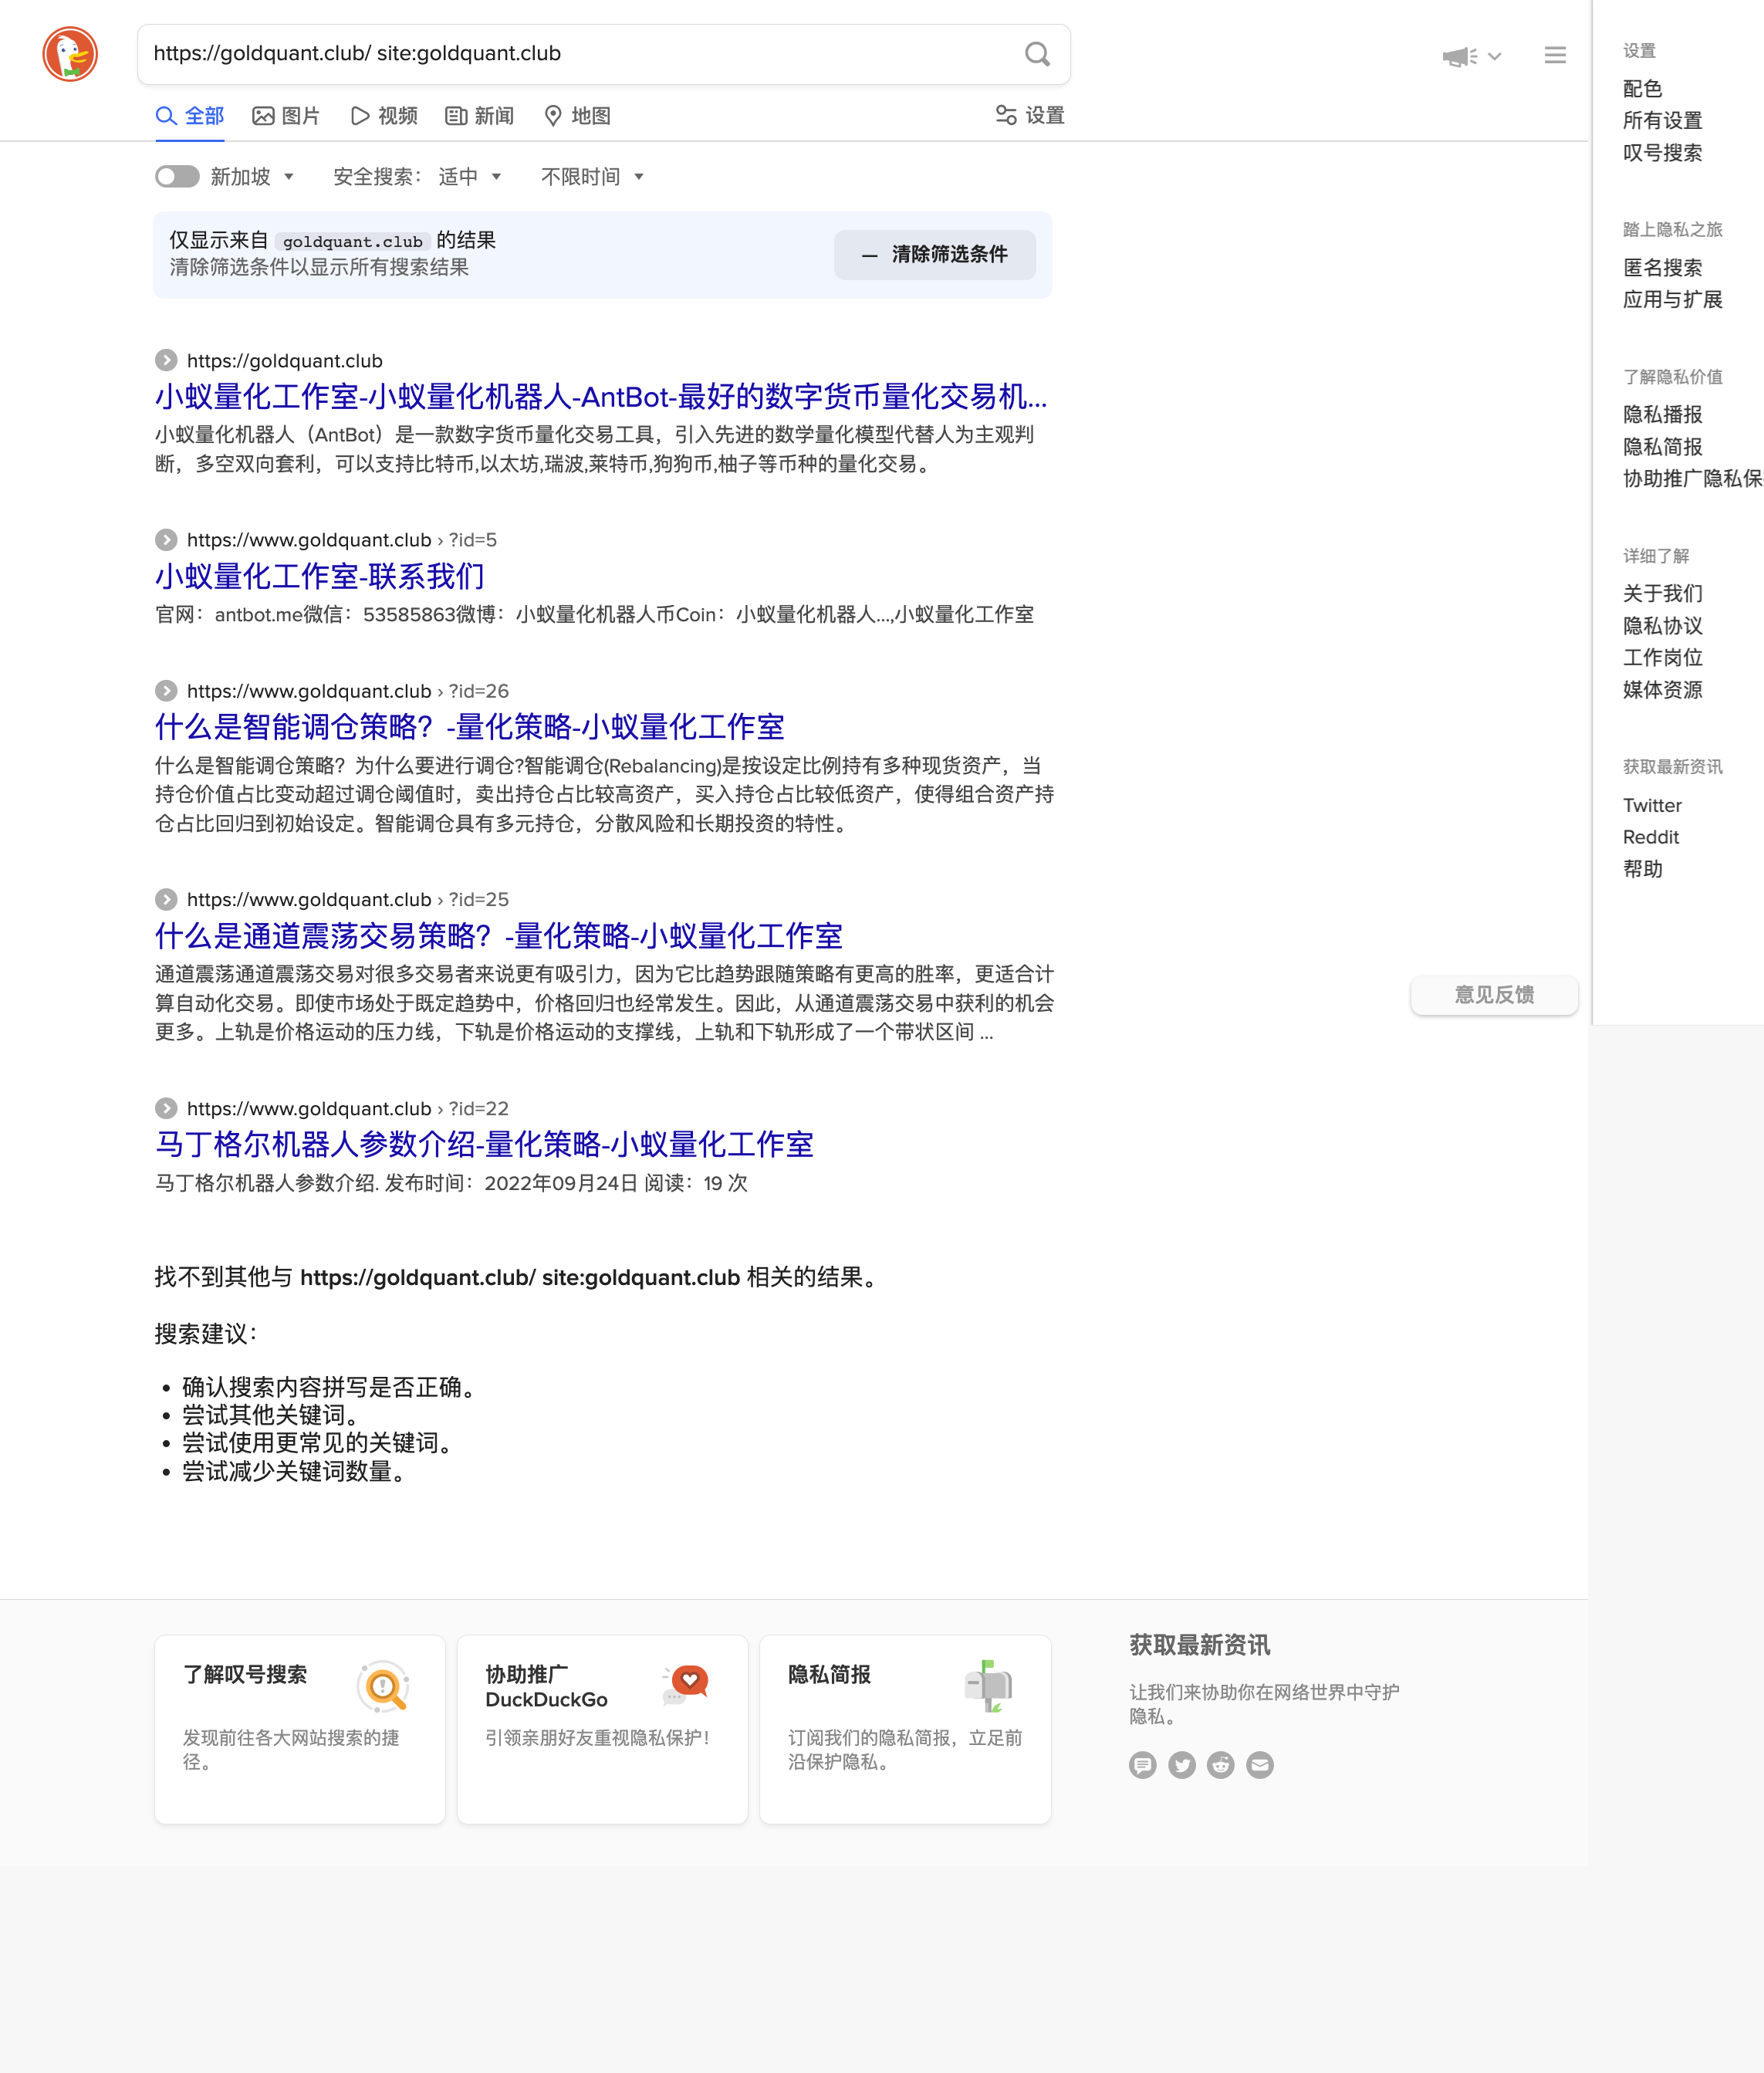 https://goldquant.club/ site:goldquant.club
全部 图片 视频 新闻 地图 设置
新加坡 安全搜索： 适中 不限时间
仅显示来自 goldquant.club 的结果
清除筛选条件以显示所有搜索结果
— 清除筛选条件
https://goldquant.club
小蚁量化工作室-小蚁量化机器人-AntBot-最好的数字货币量化交易机...
小蚁量化机器人（AntBot）是一款数字货币量化交易工具，引入先进的数学量化模型代替人为主观判
断，多空双向套利，可以支持比特币,以太坊,瑞波,莱特币,狗狗币,柚子等币种的量化交易。
https://www.goldquant.club › ?id=5
小蚁量化工作室-联系我们
官网：antbot.me微信：53585863微博：小蚁量化机器人币Coin：小蚁量化机器人...,小蚁量化工作室
https://www.goldquant.club › ?id=26
什么是智能调仓策略？-量化策略-小蚁量化工作室
什么是智能调仓策略？为什么要进行调仓?智能调仓(Rebalancing)是按设定比例持有多种现货资产，当
持仓价值占比变动超过调仓阈值时，卖出持仓占比较高资产，买入持仓占比较低资产，使得组合资产持
仓占比回归到初始设定。智能调仓具有多元持仓，分散风险和长期投资的特性。
https://www.goldquant.club › ?id=25
什么是通道震荡交易策略？-量化策略-小蚁量化工作室
通道震荡通道震荡交易对很多交易者来说更有吸引力，因为它比趋势跟随策略有更高的胜率，更适合计
算自动化交易。即使市场处于既定趋势中，价格回归也经常发生。因此，从通道震荡交易中获利的机会
更多。上轨是价格运动的压力线，下轨是价格运动的支撑线，上轨和下轨形成了一个带状区间 ...
https://www.goldquant.club › ?id=22
马丁格尔机器人参数介绍-量化策略-小蚁量化工作室
马丁格尔机器人参数介绍. 发布时间：2022年09月24日 阅读：19 次
找不到其他与 https://goldquant.club/ site:goldquant.club 相关的结果。
搜索建议：
• 确认搜索内容拼写是否正确。
• 尝试其他关键词。
• 尝试使用更常见的关键词。
• 尝试减少关键词数量。
意见反馈
设置
配色
所有设置
叹号搜索
踏上隐私之旅
匿名搜索
应用与扩展
了解隐私价值
隐私播报
隐私简报
协助推广隐私保
详细了解
关于我们
隐私协议
工作岗位
媒体资源
获取最新资讯
Twitter
Reddit
帮助
了解叹号搜索
发现前往各大网站搜索的捷
径。
协助推广
DuckDuckGo
引领亲朋好友重视隐私保护！
隐私简报
订阅我们的隐私简报，立足前
沿保护隐私。
获取最新资讯
让我们来协助你在网络世界中守护
隐私。